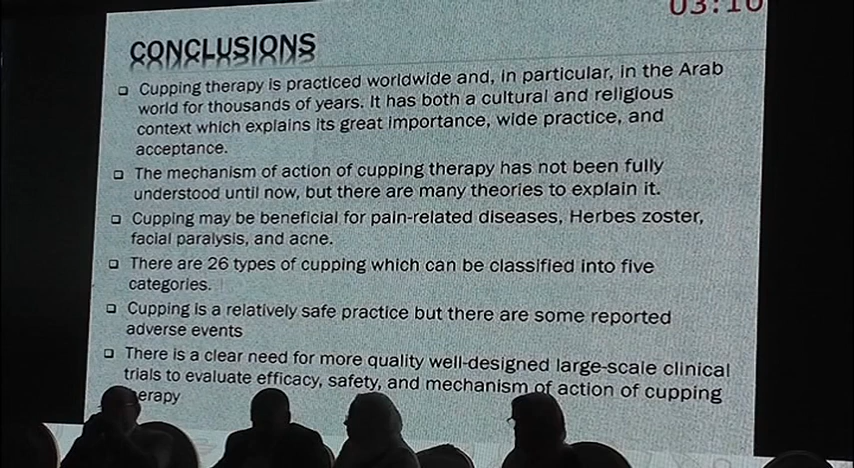 03:10
CONCLUSIONS
Cupping therapy is practiced worldwide and, in particular, in the Arab
world for thousands of years. It has both a cultural and religious
context which explains its great importance, wide practice, and
acceptance.
The mechanism of action of cupping therapy has not been fully
understood until now, but there are many theories to explain it.
Cupping may be beneficial for pain-related diseases, Herbes zoster,
facial paralysis, and acne.
There are 26 types of cupping which can be classified into five
categories.
Cupping is a relatively safe practice but there are some reported
adverse events
There is a clear need for more quality well-designed large-scale clinical
trials to evaluate efficacy, safety, and mechanism of action of cupping
erapy